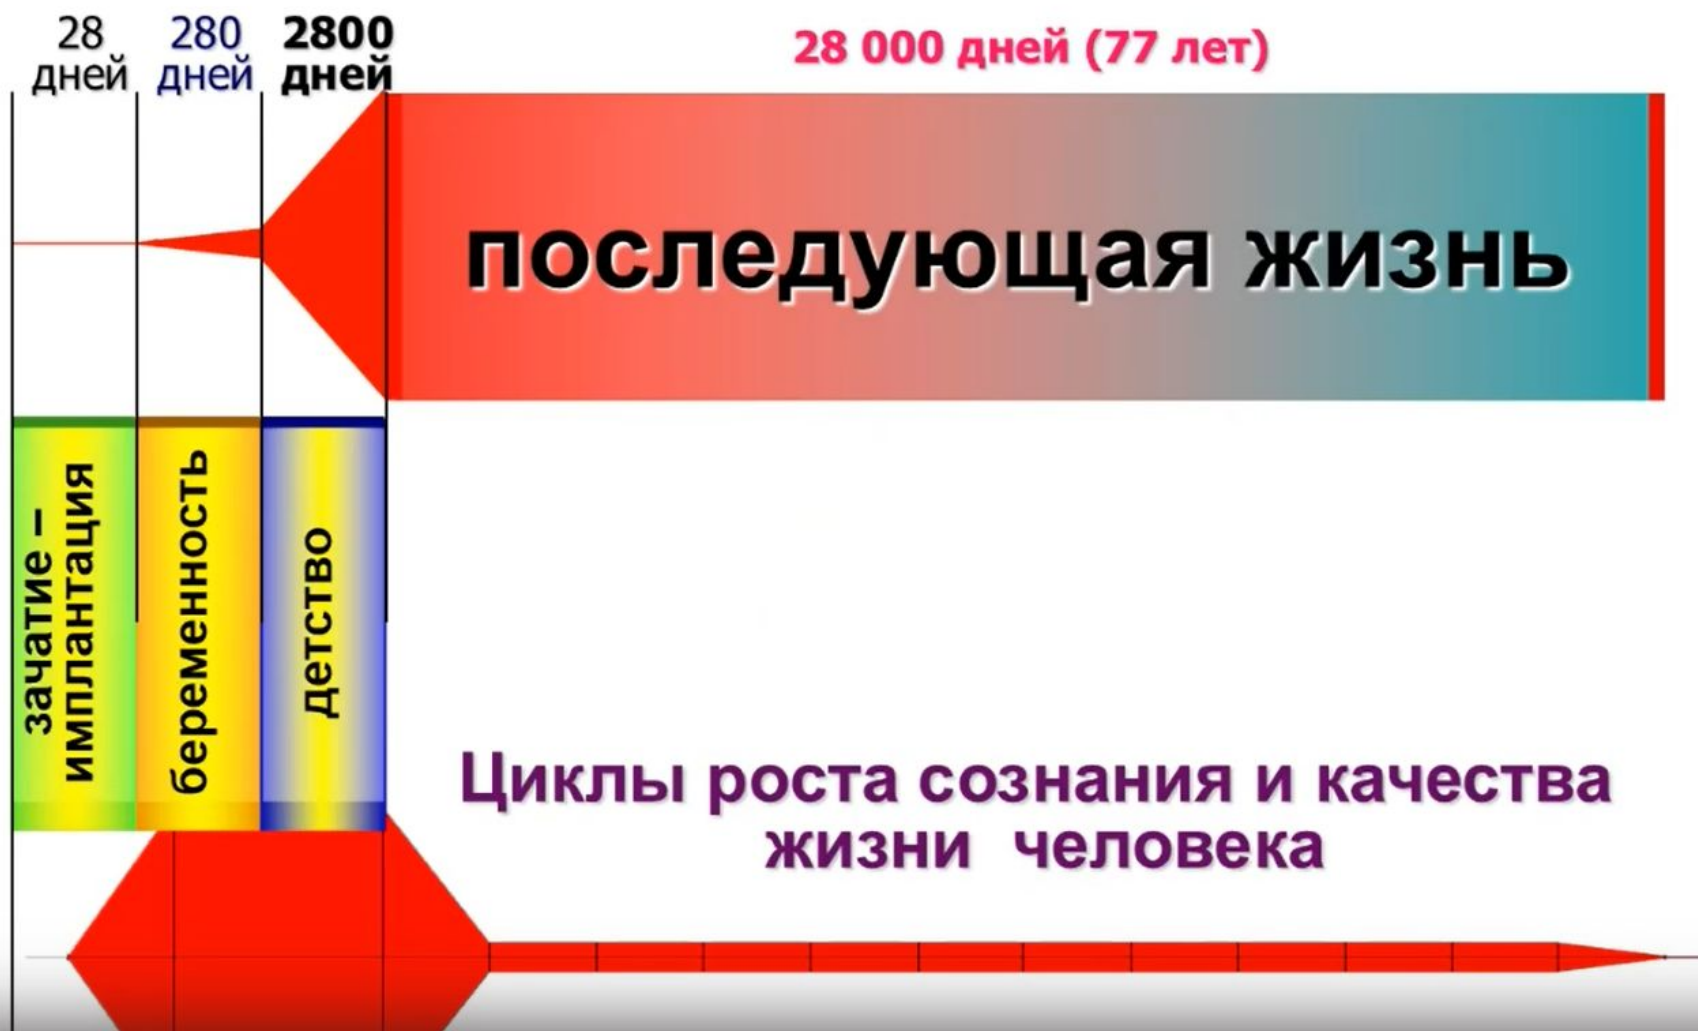 28
дней
280
дней
2800
дней
28 000 дней (77 лет)
последующая жизнь
зачатие –
имплантация
беременность
детство
Циклы роста сознания и качества
жизни человека